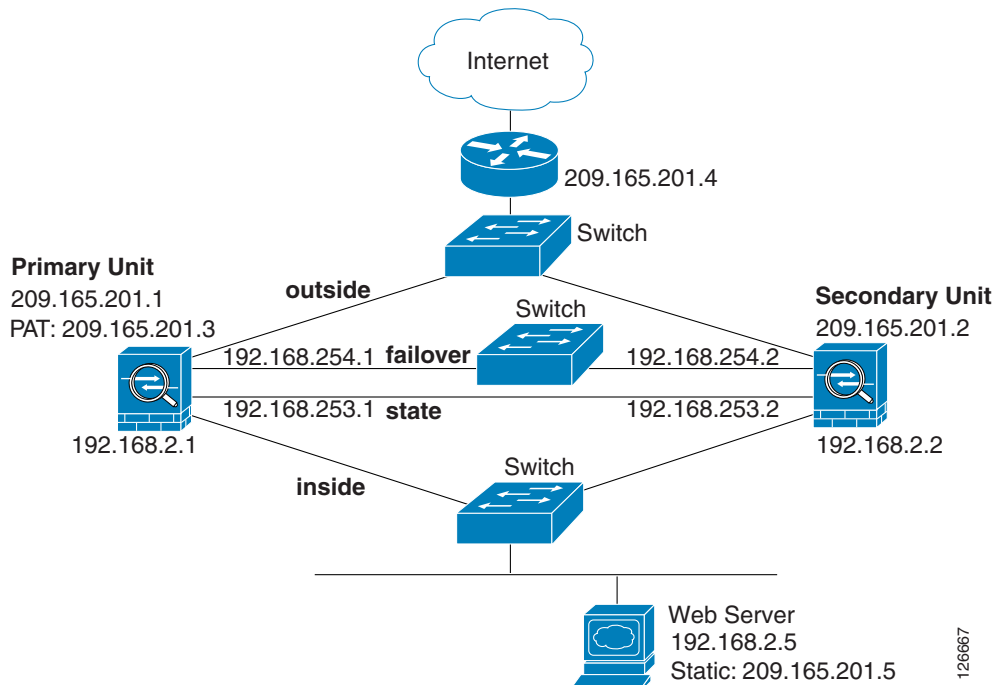 Internet
209.165.201.4
Switch
Primary Unit
209.165.201.1
PAT: 209.165.201.3
outside
Secondary Unit
209.165.201.2
Switch
192.168.254.1
failover
192.168.254.2
192.168.253.1
state
192.168.253.2
192.168.2.1
192.168.2.2
Switch
inside
Web Server
192.168.2.5
Static: 209.165.201.5
126667